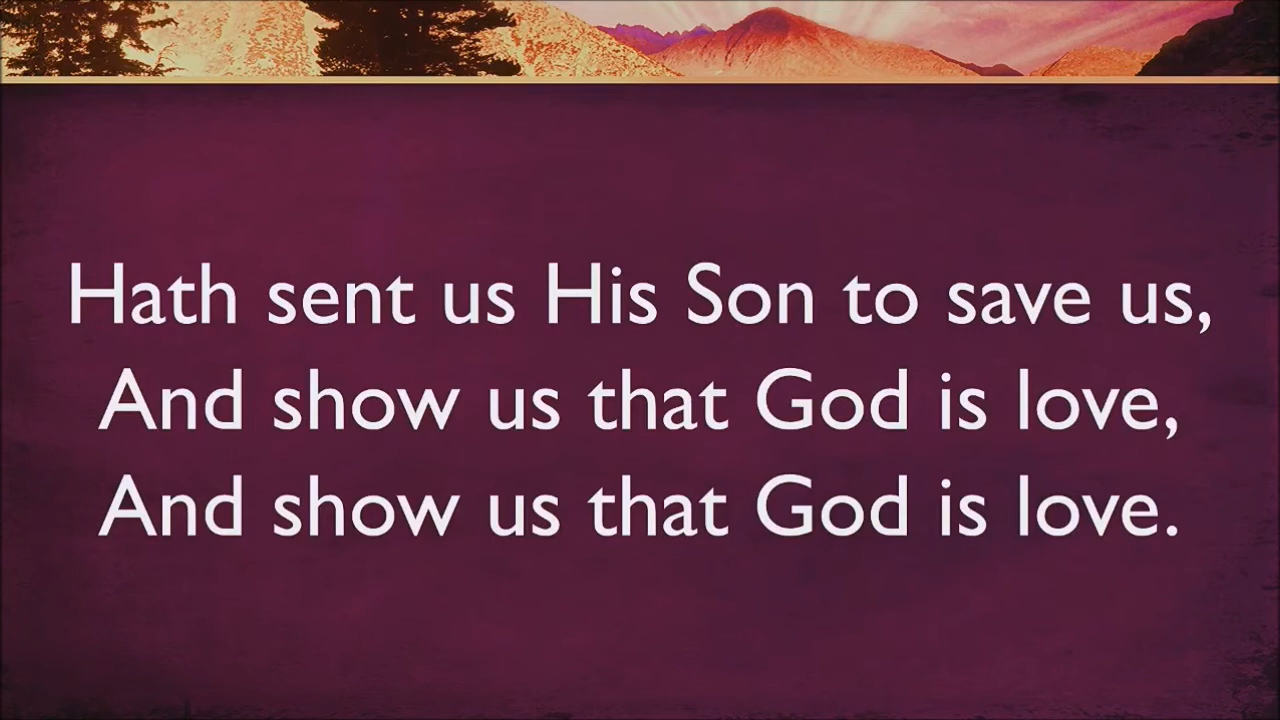 Hath sent us His Son to save us,
And show us that God is love,
And show us that God is love.